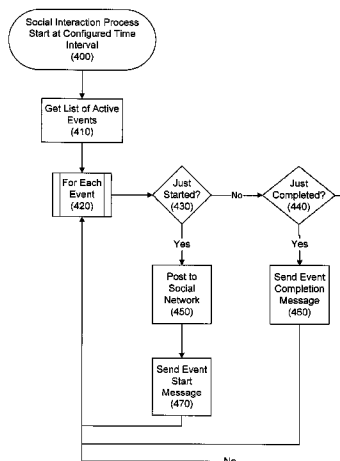 Social Interaction Process
Start at Configured Time
Interval
(400)
Get List of Active
Events
(410)
For Each
Event
(420)
Just
Started?
(430)
No
Just
Completed?
(440)
Yes
Yes
Post to
Social
Network
(450)
Send Event
Completion
Message
(460)
Send Event
Start
Message
(470)
No